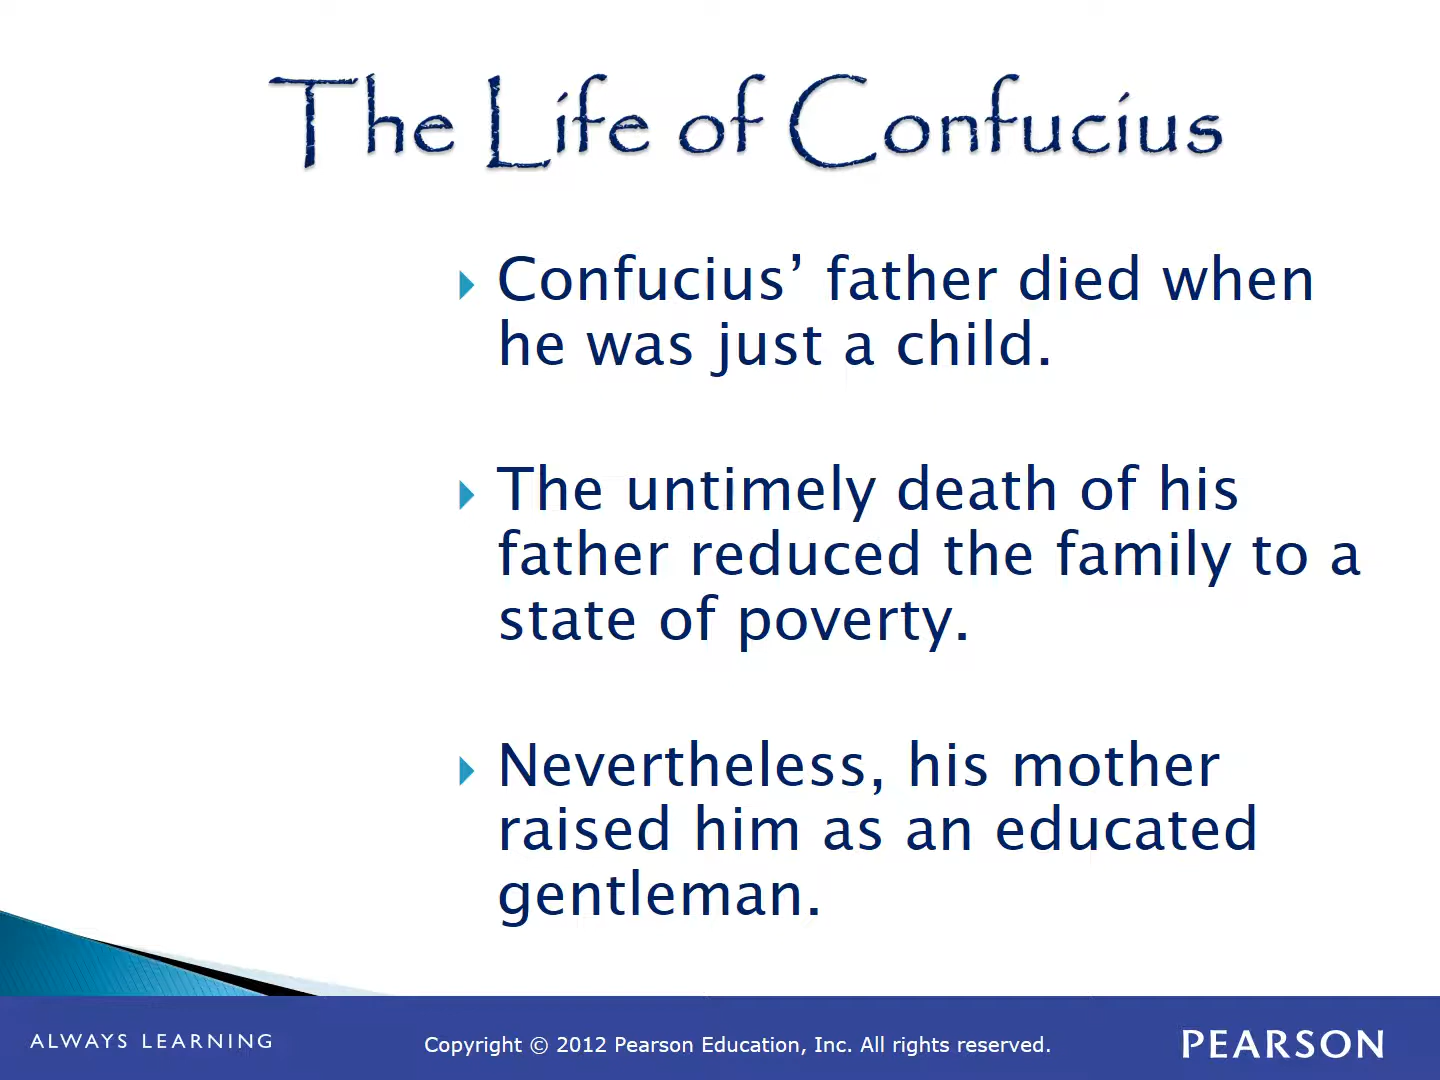 The Life of Confucius
Confucius’ father died when
he was just a child.
The untimely death of his
father reduced the family to a
state of poverty.
Nevertheless, his mother
raised him as an educated
gentleman.
ALWAYS LEARNING
Copyright © 2012 Pearson Education, Inc. All rights reserved.
PEARSON